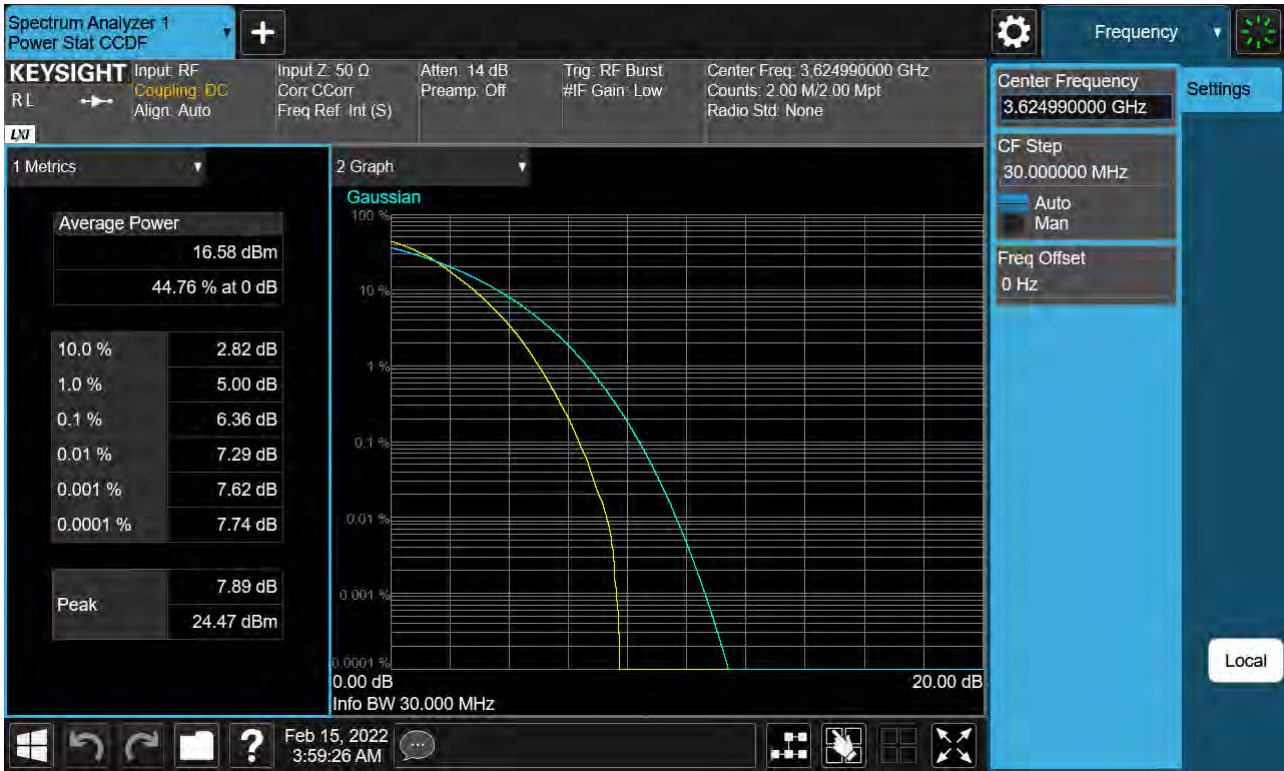 Spectrum Analyzer 1
Power Stat CCDF
+
Frequency
KEYSIGHT
RL
LXI
Input: RF
Coupling: DC
Align: Auto
Input Z: 50 Ω
Corr CCorr
Freq Ref: Int (S)
Atten: 14 dB
Preamp: Off
Trig: RF Burst
#IF Gain: Low
Center Freq: 3.624990000 GHz
Counts: 2.00 M/2.00 Mpt
Radio Std: None
Center Frequency
3.624990000 GHz
Settings
CF Step
30.000000 MHz
Auto
Man
Freq Offset
0 Hz
Local
1 Metrics
Average Power
16.58 dBm
44.76 % at 0 dB
10.0 % 2.82 dB
1.0 % 5.00 dB
0.1 % 6.36 dB
0.01 % 7.29 dB
0.001 % 7.62 dB
0.0001 % 7.74 dB
Peak
7.89 dB
24.47 dBm
2 Graph
Gaussian
100 %
10 %
1 %
0.1 %
0.01 %
0.001 %
0.0001 %
0.00 dB 20.00 dB
Info BW 30.000 MHz
?
Feb 15, 2022
3:59:26 AM